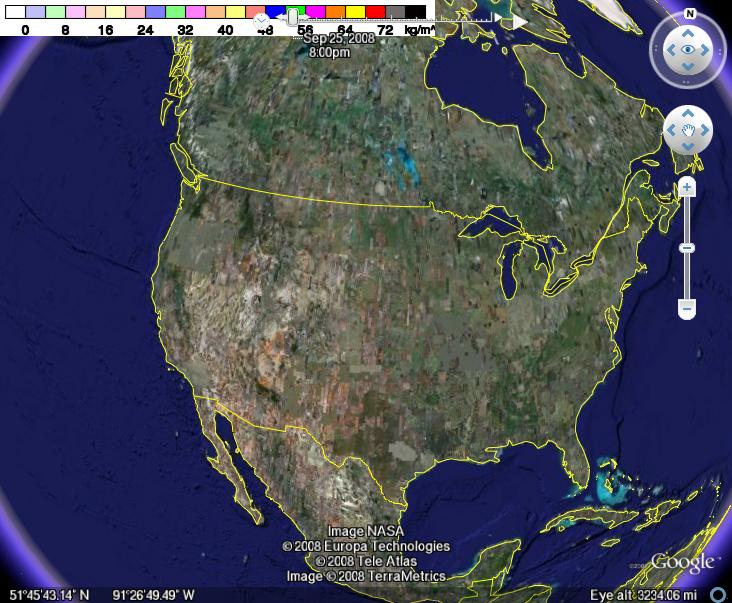 0 8 16 24 32 40 48 56 64 72 kg/m^
Sep 25, 2008
8:00pm
N
Image NASA
© 2008 Europa Technologies
© 2008 Tele Atlas
Image © 2008 TerraMetrics
©2008 Google
51°45'43.14" N 91°26'49.49" W Eye alt 3234.06 mi